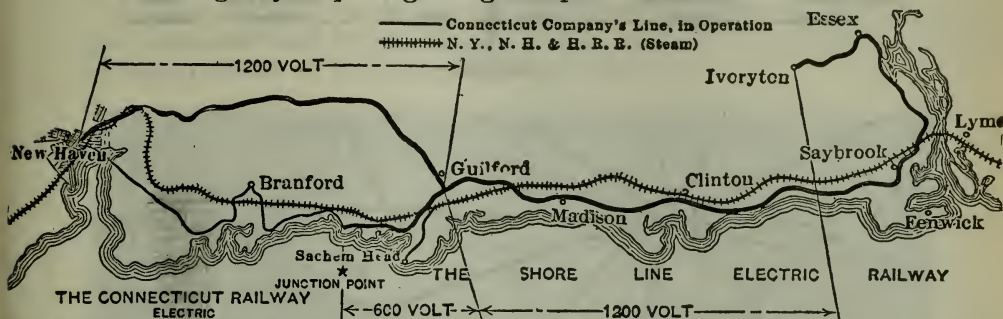 Connecticut Company's Line, in Operation
N. Y., N. H. & H. R. R. (Steam)
Essex
1200 VOLT
Ivoryton
New Haven
Lyme
Guilford
Saybrook
Branford
Clinton
Madison
Fenwick
Sachem Head
THE SHORE LINE ELECTRIC RAILWAY
JUNCTION POINT
THE CONNECTICUT RAILWAY
ELECTRIC
600 VOLT
1200 VOLT